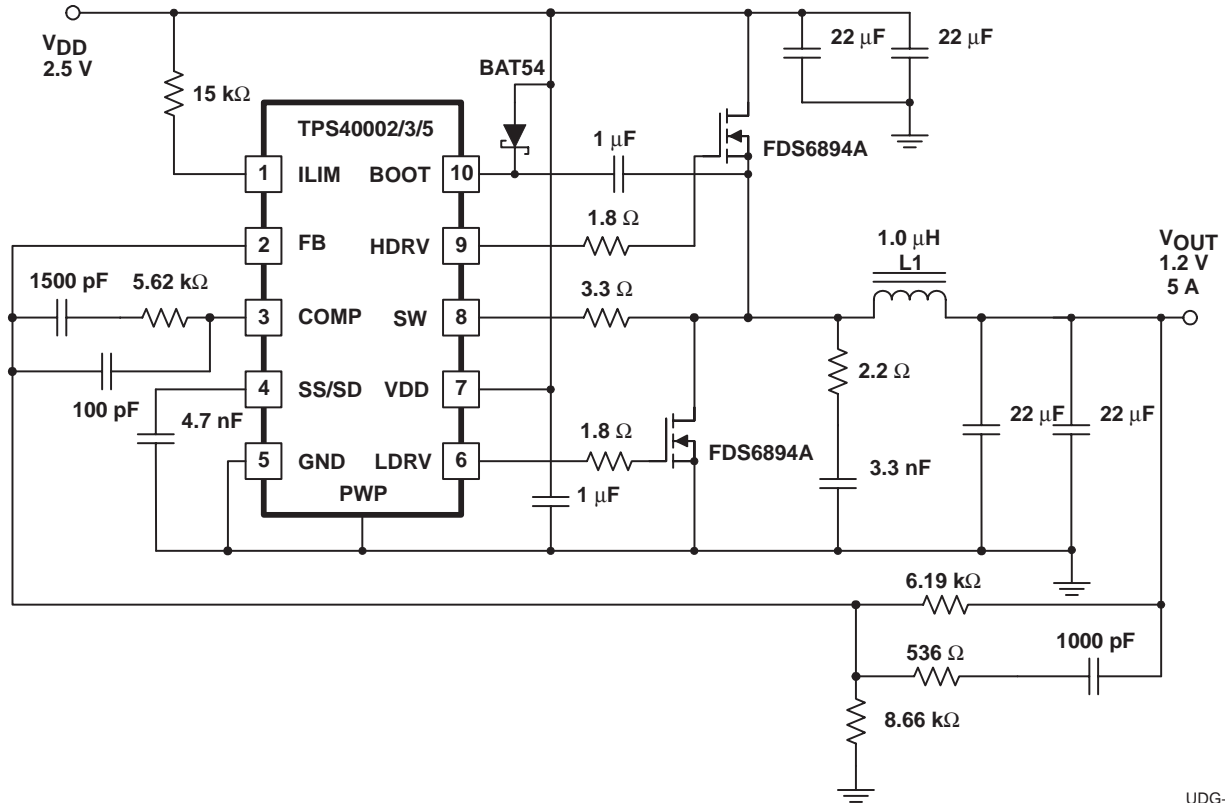 VDD
2.5 V
22 μF
22 μF
BAT54
15 kΩ
TPS40002/3/5
1 μF
FDS6894A
1
ILIM
BOOT
10
1.8 Ω
2
FB
HDRV
9
1.0 μH
L1
VOUT
1.2 V
5 A
1500 pF
5.62 kΩ
3.3 Ω
3
COMP
SW
8
2.2 Ω
100 pF
4
SS/SD
VDD
7
4.7 nF
1.8 Ω
22 μF
22 μF
FDS6894A
5
GND
LDRV
6
3.3 nF
PWP
1 μF
6.19 kΩ
1000 pF
536 Ω
8.66 kΩ
UDG-